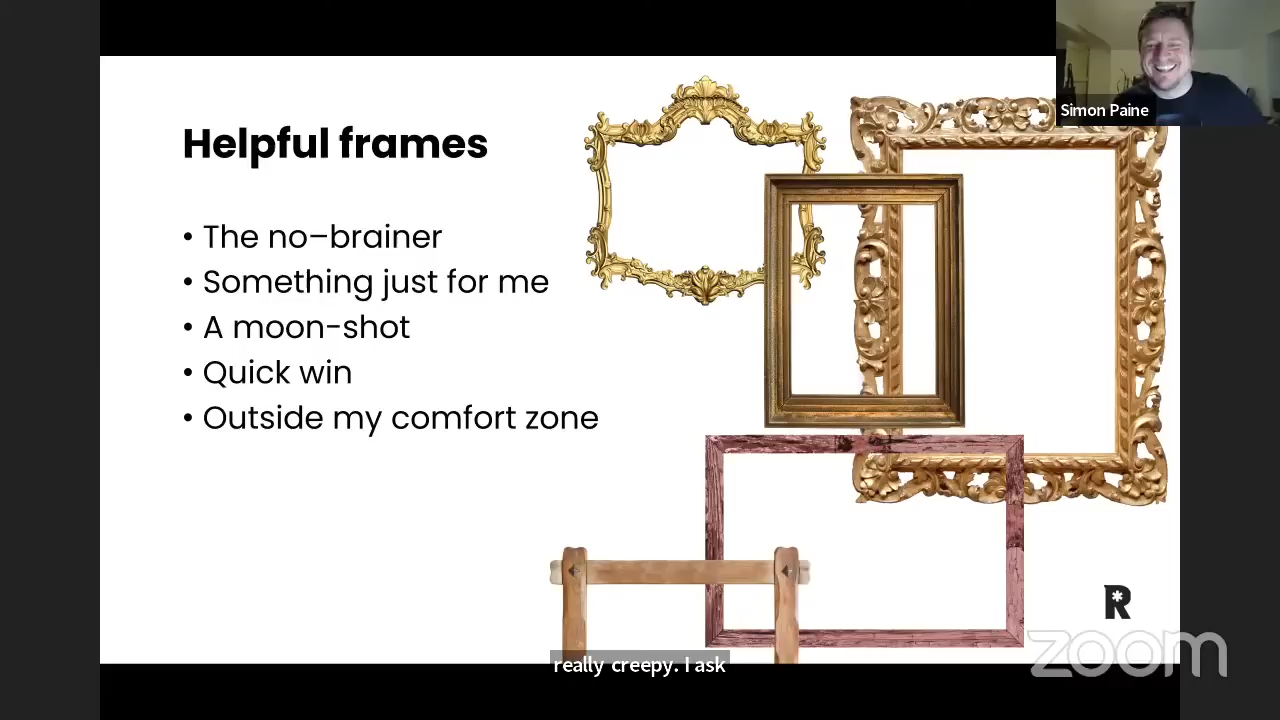 Helpful frames
• The no–brainer
• Something just for me
• A moon-shot
• Quick win
• Outside my comfort zone
Simon Paine
R
zoom
really creepy. I ask